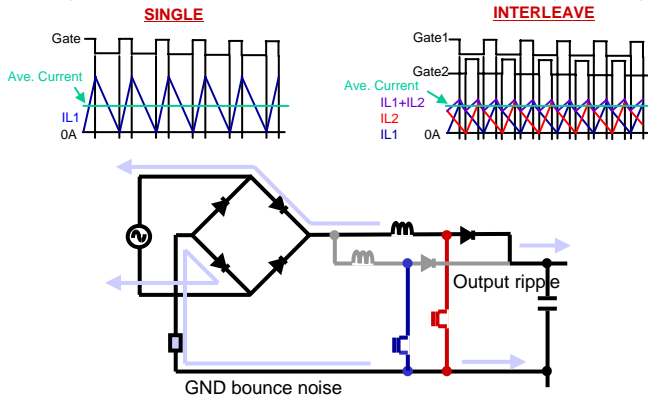 SINGLE
Gate
Ave. Current
IL1
0A
INTERLEAVE
Gate1
Gate2
Ave. Current
IL1+IL2
IL2
IL1
0A
Output ripple
GND bounce noise